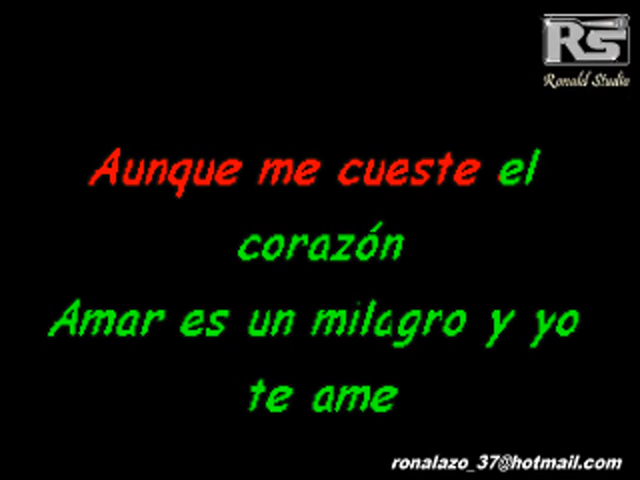 RS
Ronald Studio
Aunque me cueste el
corazón
Amar es un milagro y yo
te ame
ronalazo_37@hotmail.com